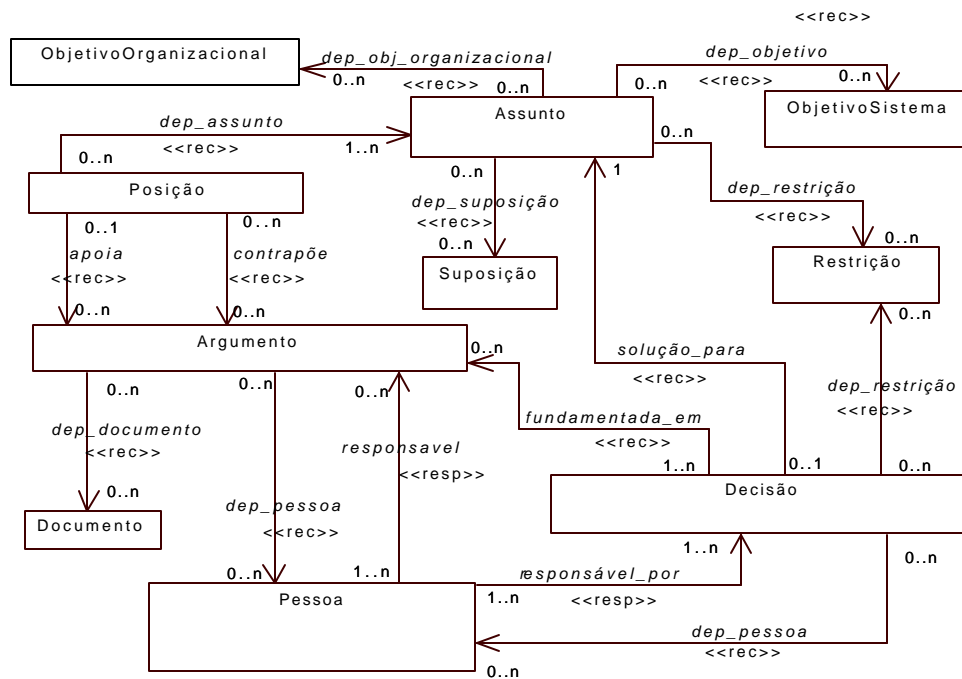 <<rec>>
ObjetivoOrganizacional
dep_obj_organizacional
0..n
<<rec>>
0..n
dep_objetivo
0..n
<<rec>>
0..n
ObjetivoSistema
Assunto
dep_assunto
0..n
<<rec>>
1..n
0..n
dep_restrição
<<rec>>
0..n
Posição
0..n
dep_suposição
<<rec>>
0..n
Suposição
1
Restrição
0..1
apoia
<<rec>>
0..n
0..n
contrapõe
<<rec>>
0..n
Argumento
0..n
solução_para
<<rec>>
0..n
dep_restrição
<<rec>>
0..n
dep_documento
<<rec>>
0..n
0..n
0..n
responsavel
<<resp>>
fundamentada_em
<<rec>>
1..n
0..1
0..n
Decisão
Documento
dep_pessoa
<<rec>>
0..n
1..n
Pessoa
1..n
responsável_por
<<resp>>
1..n
0..n
dep_pessoa
<<rec>>
0..n